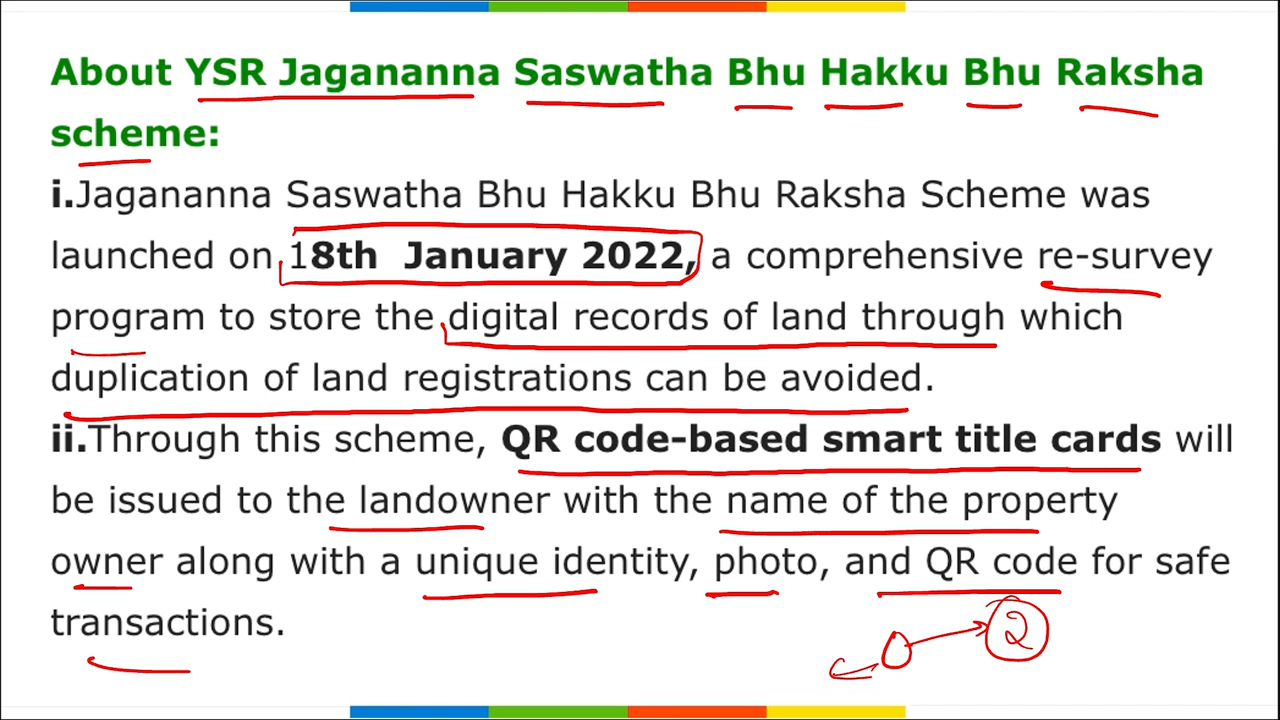 About YSR Jagananna Saswatha Bhu Hakku Bhu Raksha
scheme:
i.Jagananna Saswatha Bhu Hakku Bhu Raksha Scheme was
launched on 18th January 2022, a comprehensive re-survey
program to store the digital records of land through which
duplication of land registrations can be avoided.
ii.Through this scheme, QR code-based smart title cards will
be issued to the landowner with the name of the property
owner along with a unique identity, photo, and QR code for safe
transactions.
2